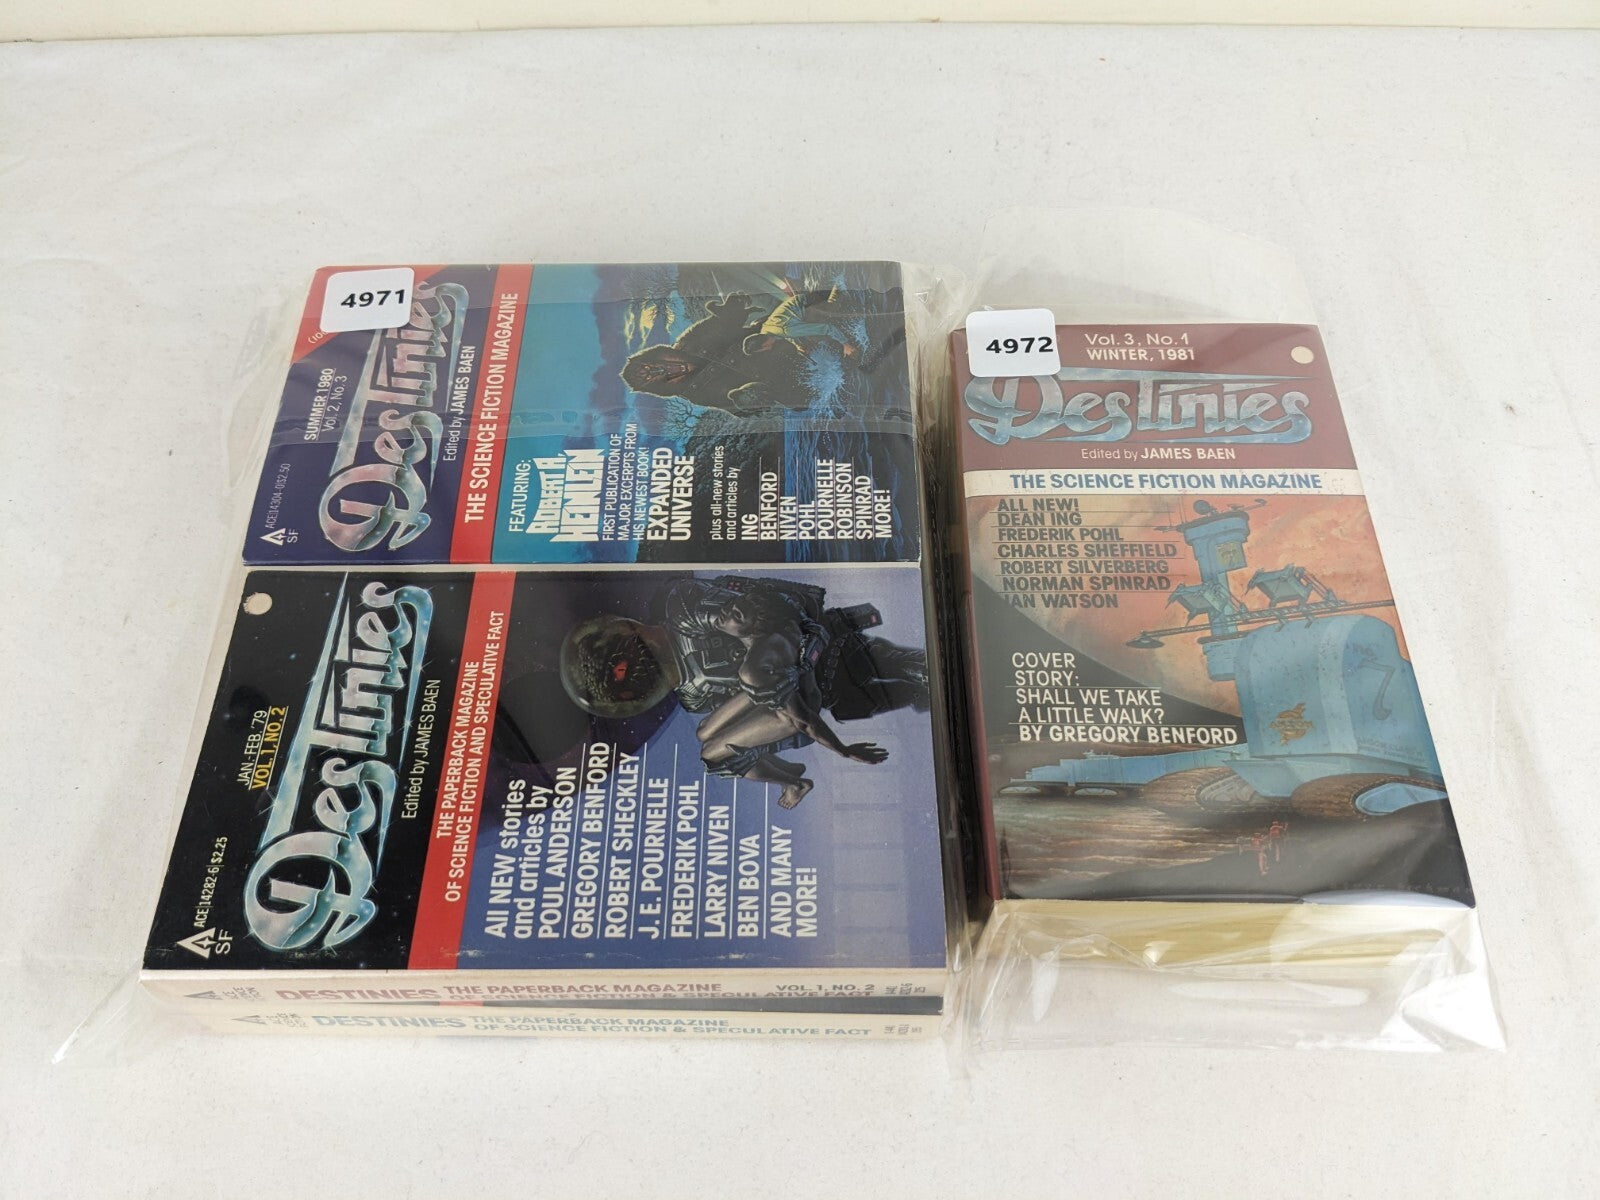 4971
SUMMER 1980
Vol. 2, No. 3
ACE|14304-0|$2.50
SF
Destinies
Edited by JAMES BAEN
THE SCIENCE FICTION MAGAZINE
FEATURING:
ROBERT A.
HEINLEIN
FIRST PUBLICATION OF
MAJOR EXCERPTS FROM
HIS NEWEST BOOK!
EXPANDED
UNIVERSE
plus all-new stories
and articles by
ING
BENFORD
NIVEN
POHL
POURNELLE
ROBINSON
SPINRAD
MORE!
JAN.-FEB.'79
VOL. 1, NO. 2
ACE|14282-6|$2.25
SF
Destinies
Edited by JAMES BAEN
THE PAPERBACK MAGAZINE
OF SCIENCE FICTION AND SPECULATIVE FACT
All NEW stories
and articles by
POUL ANDERSON
GREGORY BENFORD
ROBERT SHECKLEY
J. E. POURNELLE
FREDERIK POHL
LARRY NIVEN
BEN BOVA
AND MANY
MORE!
DESTINIES THE PAPERBACK MAGAZINE VOL. 1, NO. 2
OF SCIENCE FICTION & SPECULATIVE FACT
DESTINIES THE PAPERBACK MAGAZINE
OF SCIENCE FICTION & SPECULATIVE FACT
4972
Vol. 3, No. 1
WINTER, 1981
Destinies
Edited by JAMES BAEN
THE SCIENCE FICTION MAGAZINE
ALL NEW!
DEAN ING
FREDERIK POHL
CHARLES SHEFFIELD
ROBERT SILVERBERG
NORMAN SPINRAD
IAN WATSON
COVER
STORY:
SHALL WE TAKE
A LITTLE WALK?
BY GREGORY BENFORD
7